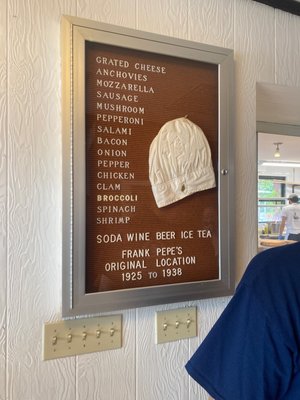 GRATED CHEESE
ANCHOVIES
MOZZARELLA
SAUSAGE
MUSHROOM
PEPPERONI
SALAMI
BACON
ONION
PEPPER
CHICKEN
CLAM
BROCCOLI
SPINACH
SHRIMP
SODA WINE BEER ICE TEA
FRANK PEPE'S
ORIGINAL LOCATION
1925 TO 1938